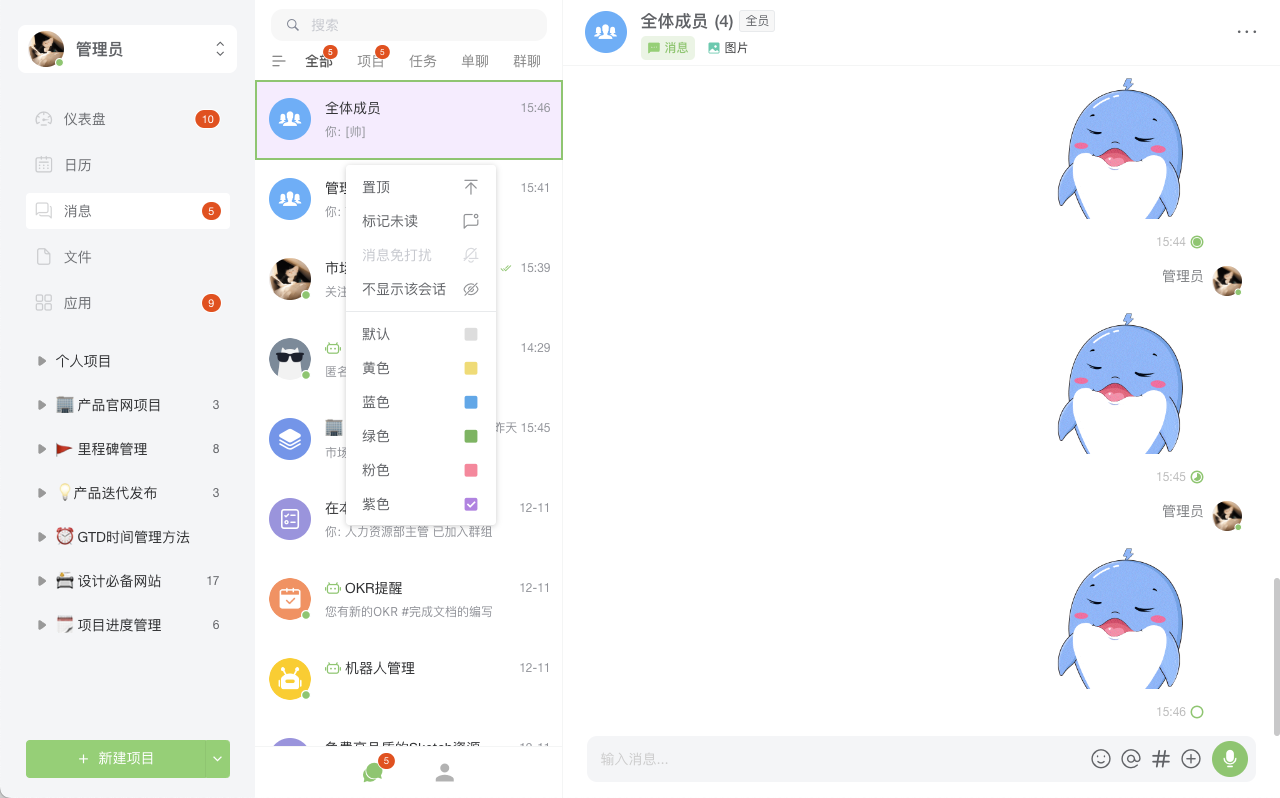 管理员
仪表盘 10
日历
消息 5
文件
应用 9
个人项目
产品官网项目 3
里程碑管理 8
产品迭代发布 3
GTD时间管理方法
设计必备网站 17
项目进度管理 6
新建项目
搜索
全部 5 项目 5 任务 单聊 群聊
全体成员 15:46
你: [帅]
15:41
你:
15:39
关注
14:29
匿名
昨天 15:45
市场
12-11
你: 人力资源部主管 已加入群组
OKR提醒 12-11
您有新的OKR #完成文档的编写
机器人管理 12-11
5
置顶
标记未读
消息免打扰
不显示该会话
默认
黄色
蓝色
绿色
粉色
紫色
全体成员 (4) 全员
消息 图片
15:44
管理员
15:45
管理员
15:46
输入消息...